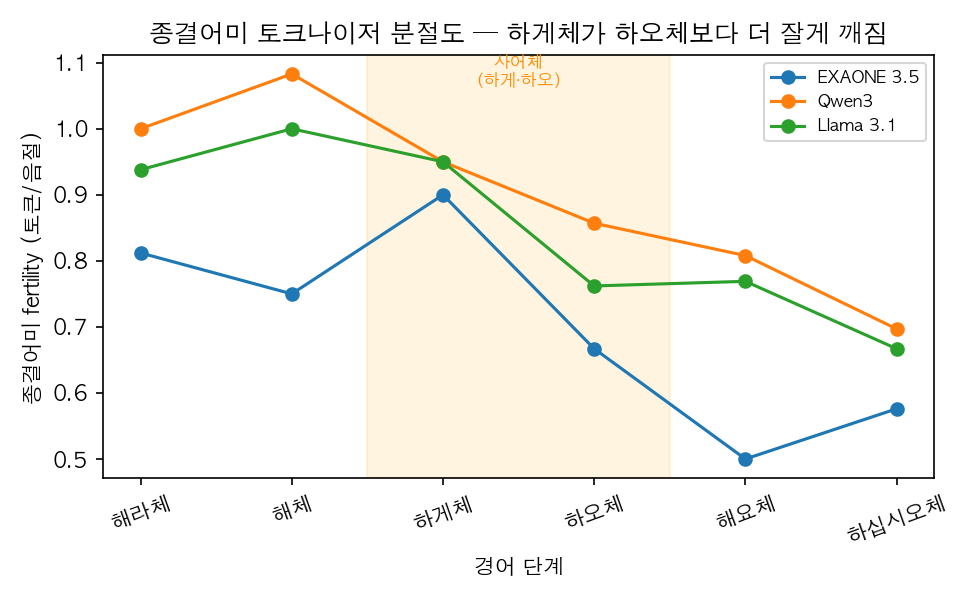 종결어미 토크나이저 분절도 — 하게체가 하오체보다 더 잘게 깨짐
사어체
(하게·하오)
EXAONE 3.5
Qwen3
Llama 3.1
종결어미 fertility (토큰/음절)
1.1
1.0
0.9
0.8
0.7
0.6
0.5
해라체
해체
하게체
하오체
해요체
하십시오체
경어 단계